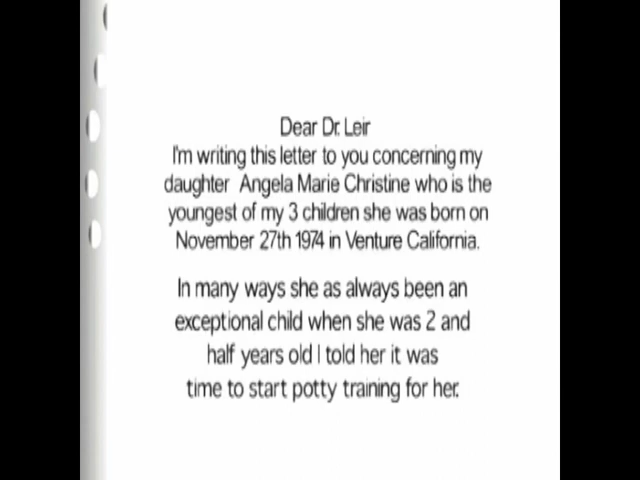 Dear Dr. Leir
I'm writing this letter to you concerning my
daughter Angela Marie Christine who is the
youngest of my 3 children she was born on
November 27th 1974 in Venture California.
In many ways she as always been an
exceptional child when she was 2 and
half years old I told her it was
time to start potty training for her.